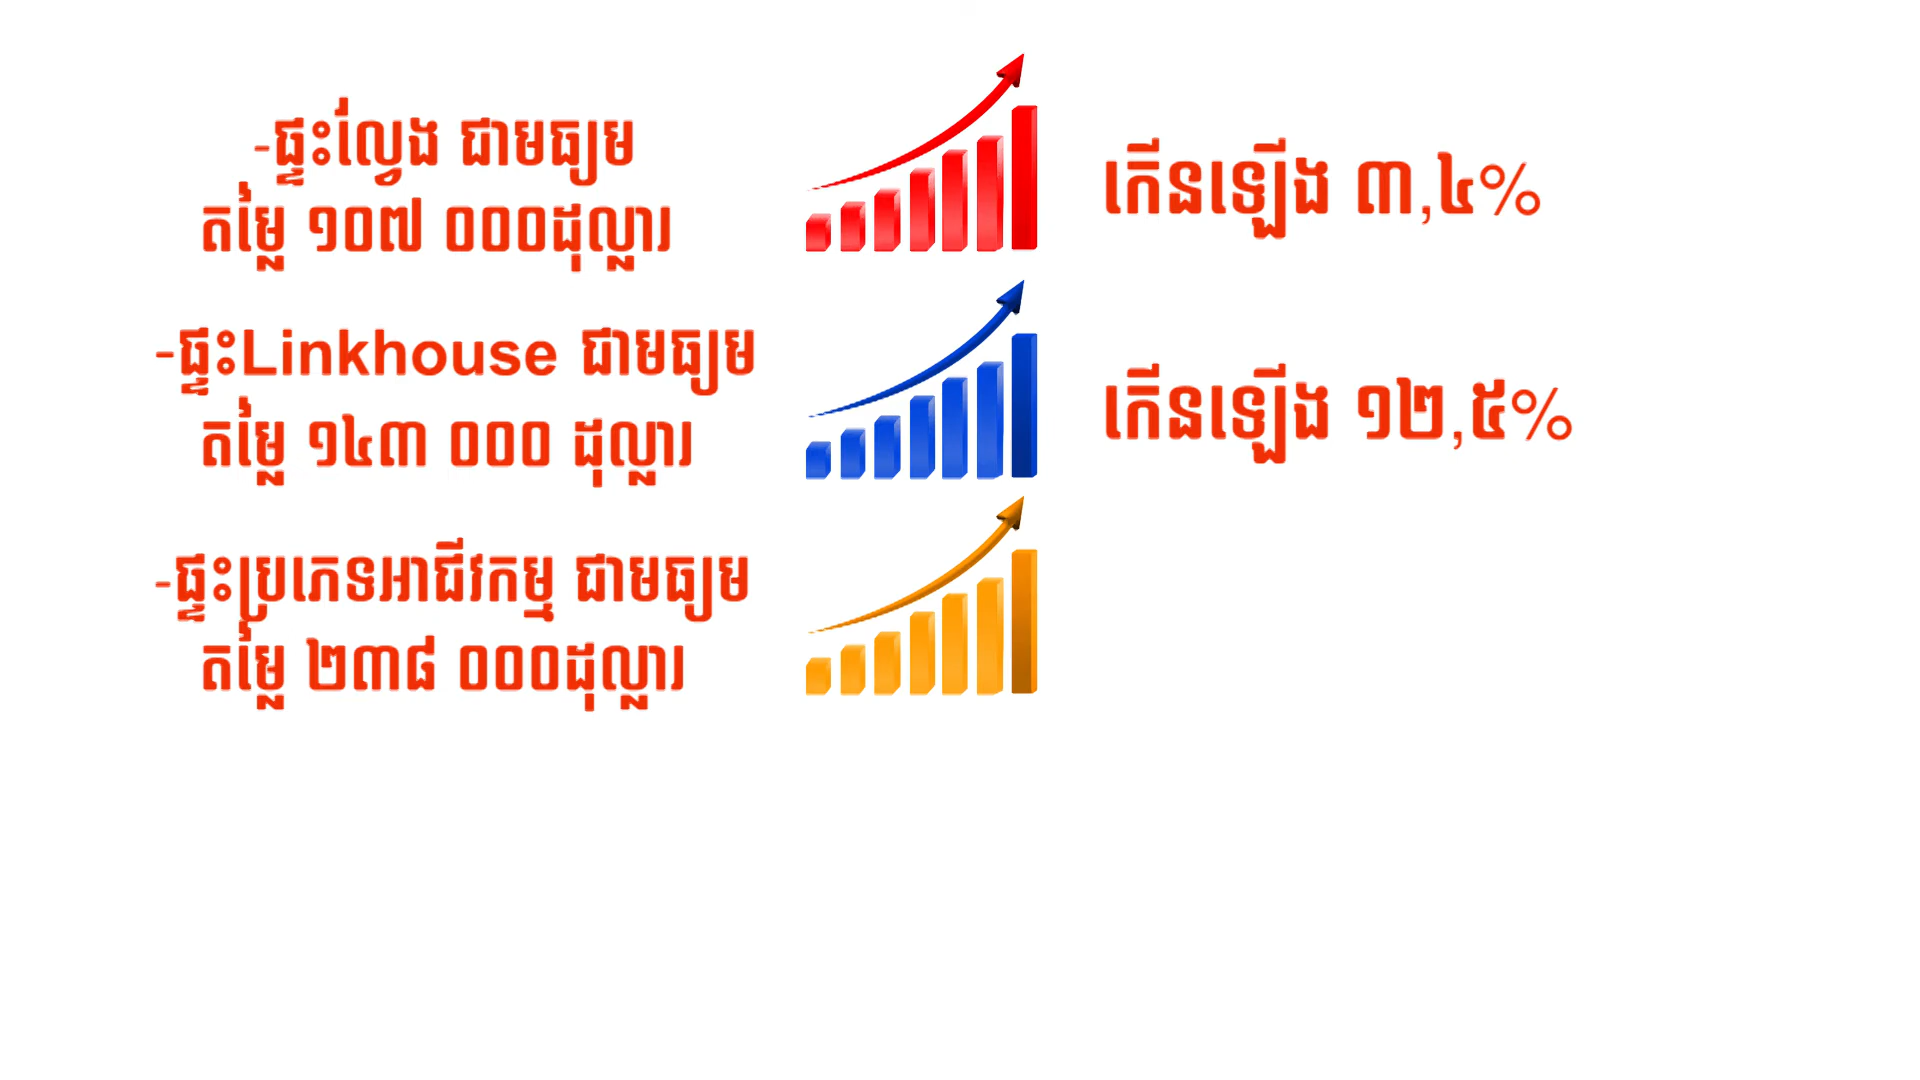 -ផ្ទះល្វែង ជាមធ្យម
តម្លៃ ១០៧ ០០០ដុល្លារ
កើនឡើង ៣,៤%
-ផ្ទះLinkhouse ជាមធ្យម
តម្លៃ ១៤៣ ០០០ ដុល្លារ
កើនឡើង ១២,៥%
-ផ្ទះប្រភេទអាជីវកម្ម ជាមធ្យម
តម្លៃ ២៣៨ ០០០ដុល្លារ